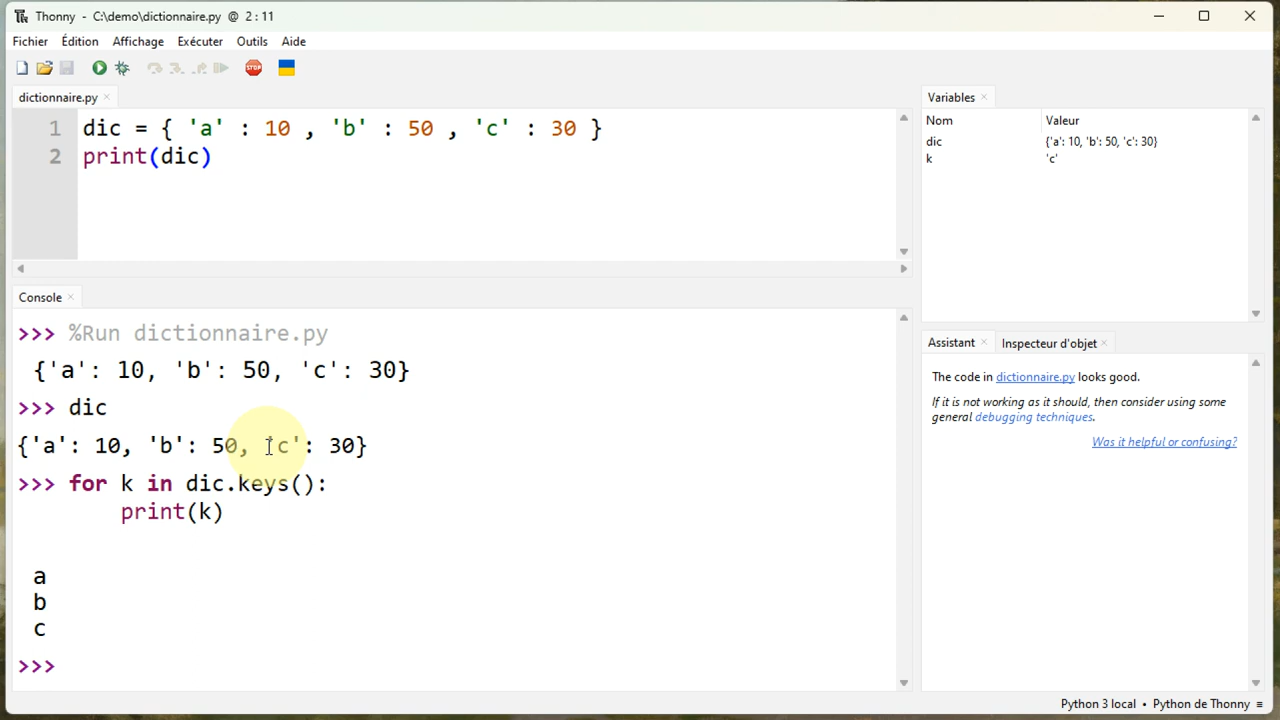 Thonny - C:\demo\dictionnaire.py @ 2:11
Fichier Édition Affichage Exécuter Outils Aide
STOP
dictionnaire.py ×
1 dic = { 'a' : 10 , 'b' : 50 , 'c' : 30 }
2 print(dic)
Console ×
>>> %Run dictionnaire.py
{'a': 10, 'b': 50, 'c': 30}
>>> dic
{'a': 10, 'b': 50, 'c': 30}
>>> for k in dic.keys():
print(k)
a
b
c
>>>
Variables ×
Nom Valeur
dic {'a': 10, 'b': 50, 'c': 30}
k 'c'
Assistant × Inspecteur d'objet ×
The code in dictionnaire.py looks good.
If it is not working as it should, then consider using some
general debugging techniques.
Was it helpful or confusing?
Python 3 local • Python de Thonny ≡